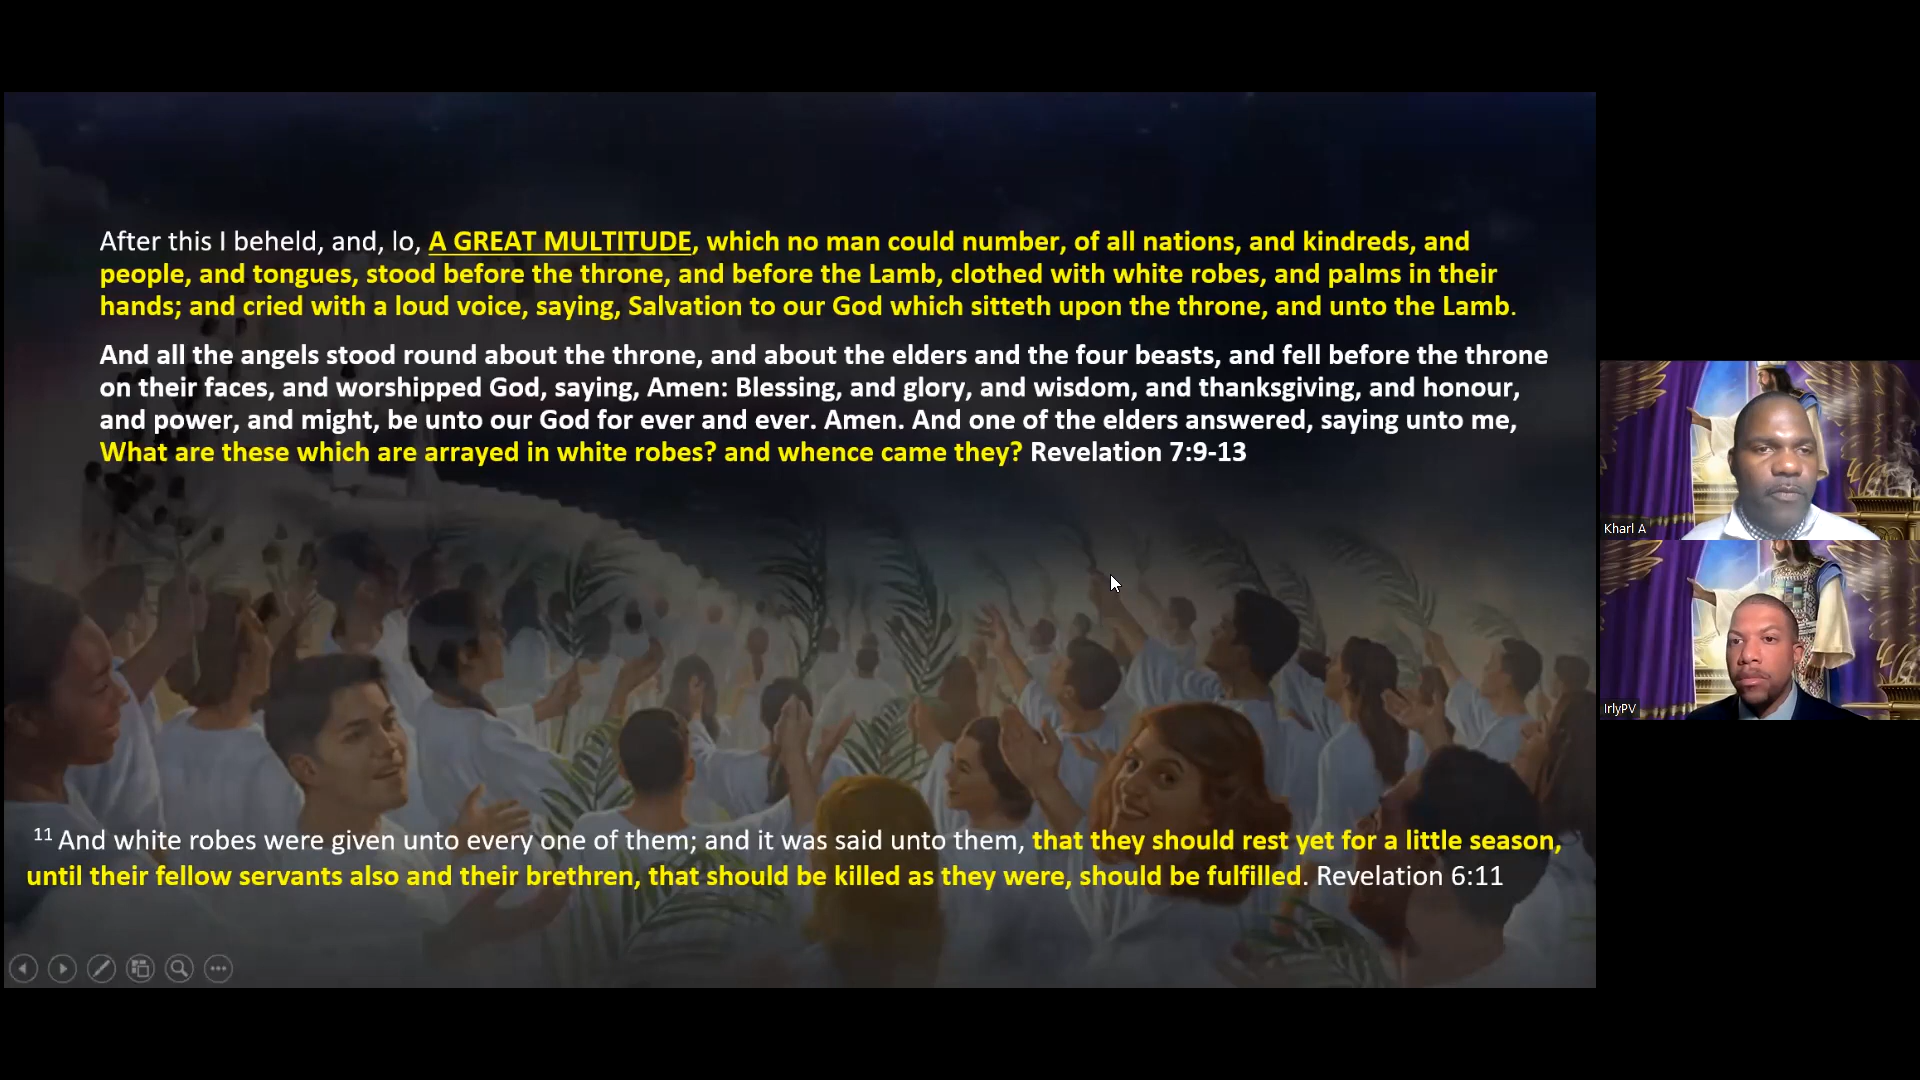 After this I beheld, and, lo, A GREAT MULTITUDE, which no man could number, of all nations, and kindreds, and
people, and tongues, stood before the throne, and before the Lamb, clothed with white robes, and palms in their
hands; and cried with a loud voice, saying, Salvation to our God which sitteth upon the throne, and unto the Lamb.
And all the angels stood round about the throne, and about the elders and the four beasts, and fell before the throne
on their faces, and worshipped God, saying, Amen: Blessing, and glory, and wisdom, and thanksgiving, and honour,
and power, and might, be unto our God for ever and ever. Amen. And one of the elders answered, saying unto me,
What are these which are arrayed in white robes? and whence came they? Revelation 7:9-13
11 And white robes were given unto every one of them; and it was said unto them, that they should rest yet for a little season,
until their fellow servants also and their brethren, that should be killed as they were, should be fulfilled. Revelation 6:11
Kharl A
IrlyPV